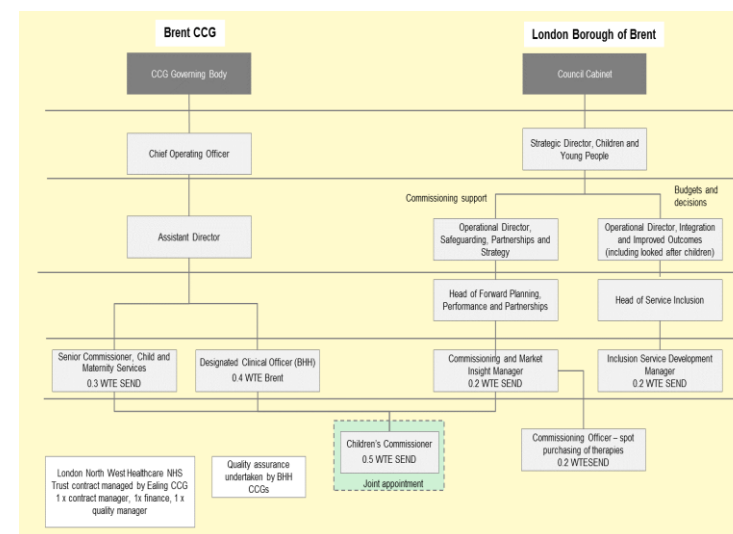 Brent CCG
London Borough of Brent
CCG Governing Body
Council Cabinet
Chief Operating Officer
Strategic Director, Children and
Young People
Commissioning support
Budgets and
decisions
Assistant Director
Operational Director,
Safeguarding, Partnerships and
Strategy
Operational Director, Integration
and Improved Outcomes
(including looked after children)
Head of Forward Planning,
Performance and Partnerships
Head of Service Inclusion
Senior Commissioner, Child and
Maternity Services
0.3 WTE SEND
Designated Clinical Officer (BHH)
0.4 WTE Brent
Commissioning and Market
Insight Manager
0.2 WTE SEND
Inclusion Service Development
Manager
0.2 WTE SEND
Children's Commissioner
0.5 WTE SEND
Joint appointment
Commissioning Officer – spot
purchasing of therapies
0.2 WTESEND
London North West Healthcare NHS
Trust contract managed by Ealing CCG
1 x contract manager, 1x finance, 1 x
quality manager
Quality assurance
undertaken by BHH
CCGs